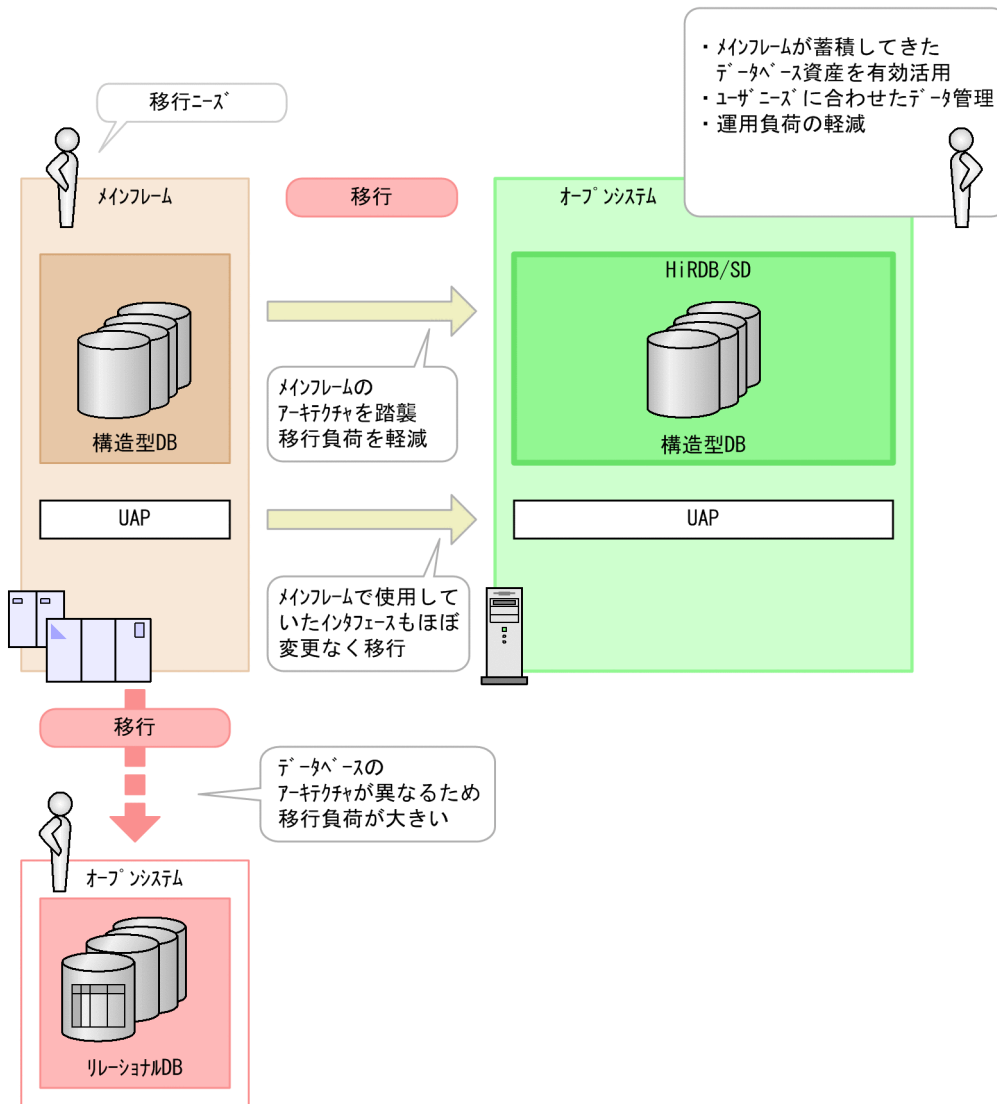 ・メインフレームが蓄積してきた
データベース資産を有効活用
・ユーザニーズに合わせたデータ管理
・運用負荷の軽減
移行ニーズ
メインフレーム
移行
オープンシステム
HiRDB/SD
メインフレームの
アーキテクチャを踏襲
移行負荷を軽減
構造型DB
構造型DB
UAP
UAP
メインフレームで使用して
いたインタフェースもほぼ
変更なく移行
移行
データベースの
アーキテクチャが異なるため
移行負荷が大きい
オープンシステム
リレーショナルDB